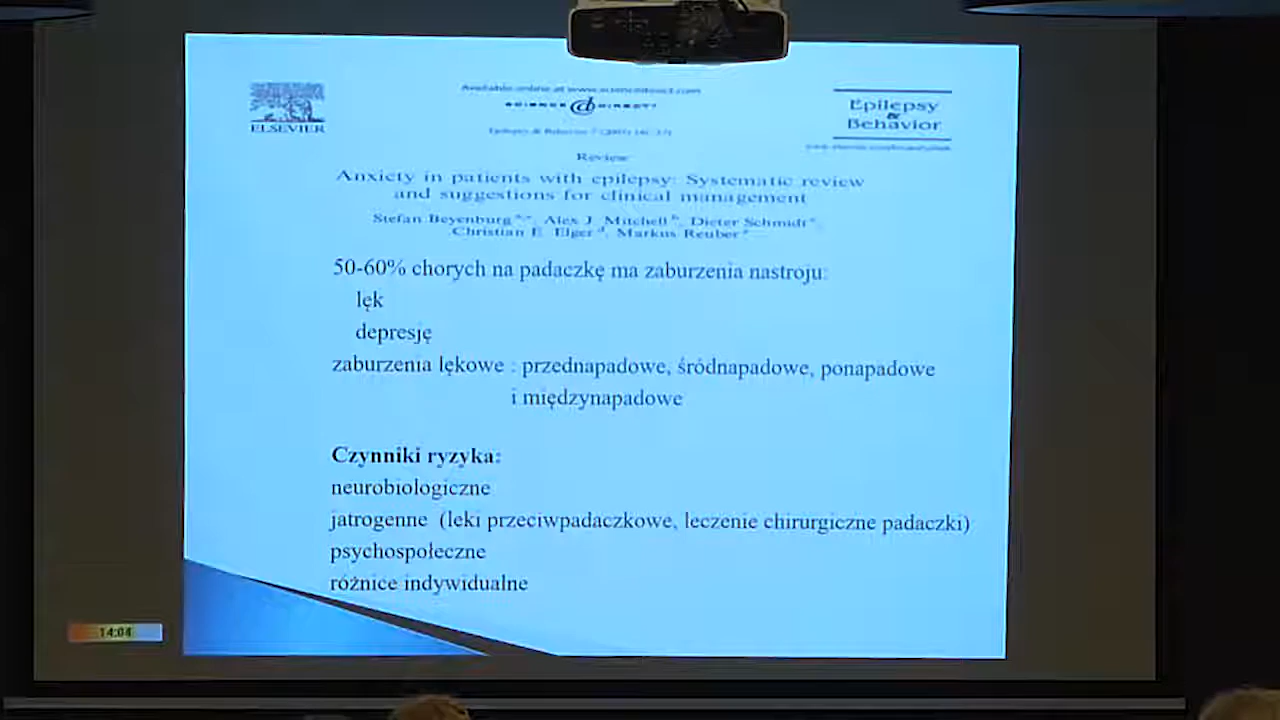 ELSEVIER
Available online at www.sciencedirect.com
SCIENCE @ DIRECT®
Epilepsy & Behavior
Review
Anxiety in patients with epilepsy: Systematic review
and suggestions for clinical management
Stefan Beyenburg, Alex J. Mitchell, Dieter Schmidt,
Christian E. Elger, Markus Reuber
50-60% chorych na padaczkę ma zaburzenia nastroju:
lęk
depresję
zaburzenia lękowe : przednapadowe, śródnapadowe, ponapadowe
i międzynapadowe
Czynniki ryzyka:
neurobiologiczne
jatrogenne (leki przeciwpadaczkowe, leczenie chirurgiczne padaczki)
psychospołeczne
różnice indywidualne
14:04